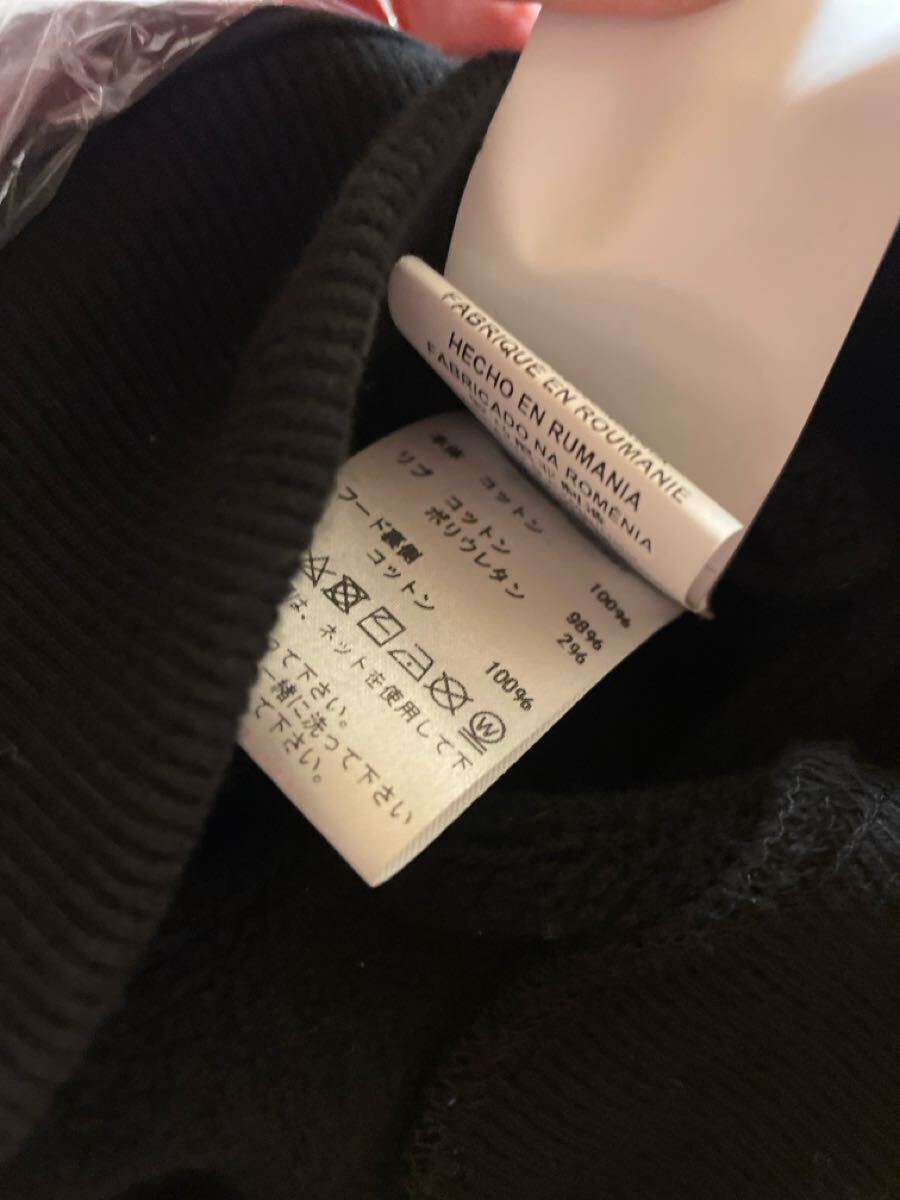 FABRIQUE EN ROUMANIE
HECHO EN RUMANIA
FABRICADO NA ROMÉNIA
本体 コットン 100%
リブ コットン 98%
ポリウレタン 2%
フード裏側
コットン 100%
W
は、ネットを使用して下
って下さい。
一緒に洗って下さい
て下さい。